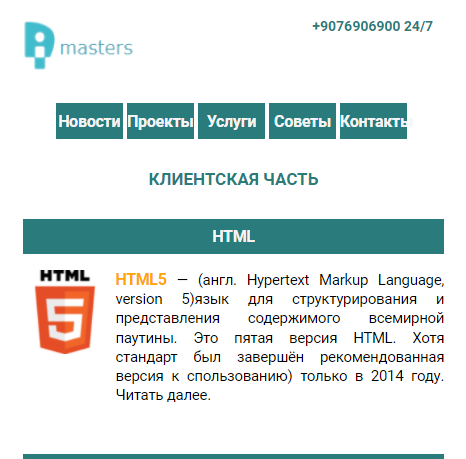 +9076906900 24/7
masters
Новости Проекты Услуги Советы Контакты
КЛИЕНТСКАЯ ЧАСТЬ
HTML
HTML
5
HTML5 — (англ. Hypertext Markup Language,
version 5)язык для структурирования и
представления содержимого всемирной
паутины. Это пятая версия HTML. Хотя
стандарт был завершён рекомендованная
версия к спользованию) только в 2014 году.
Читать далее.